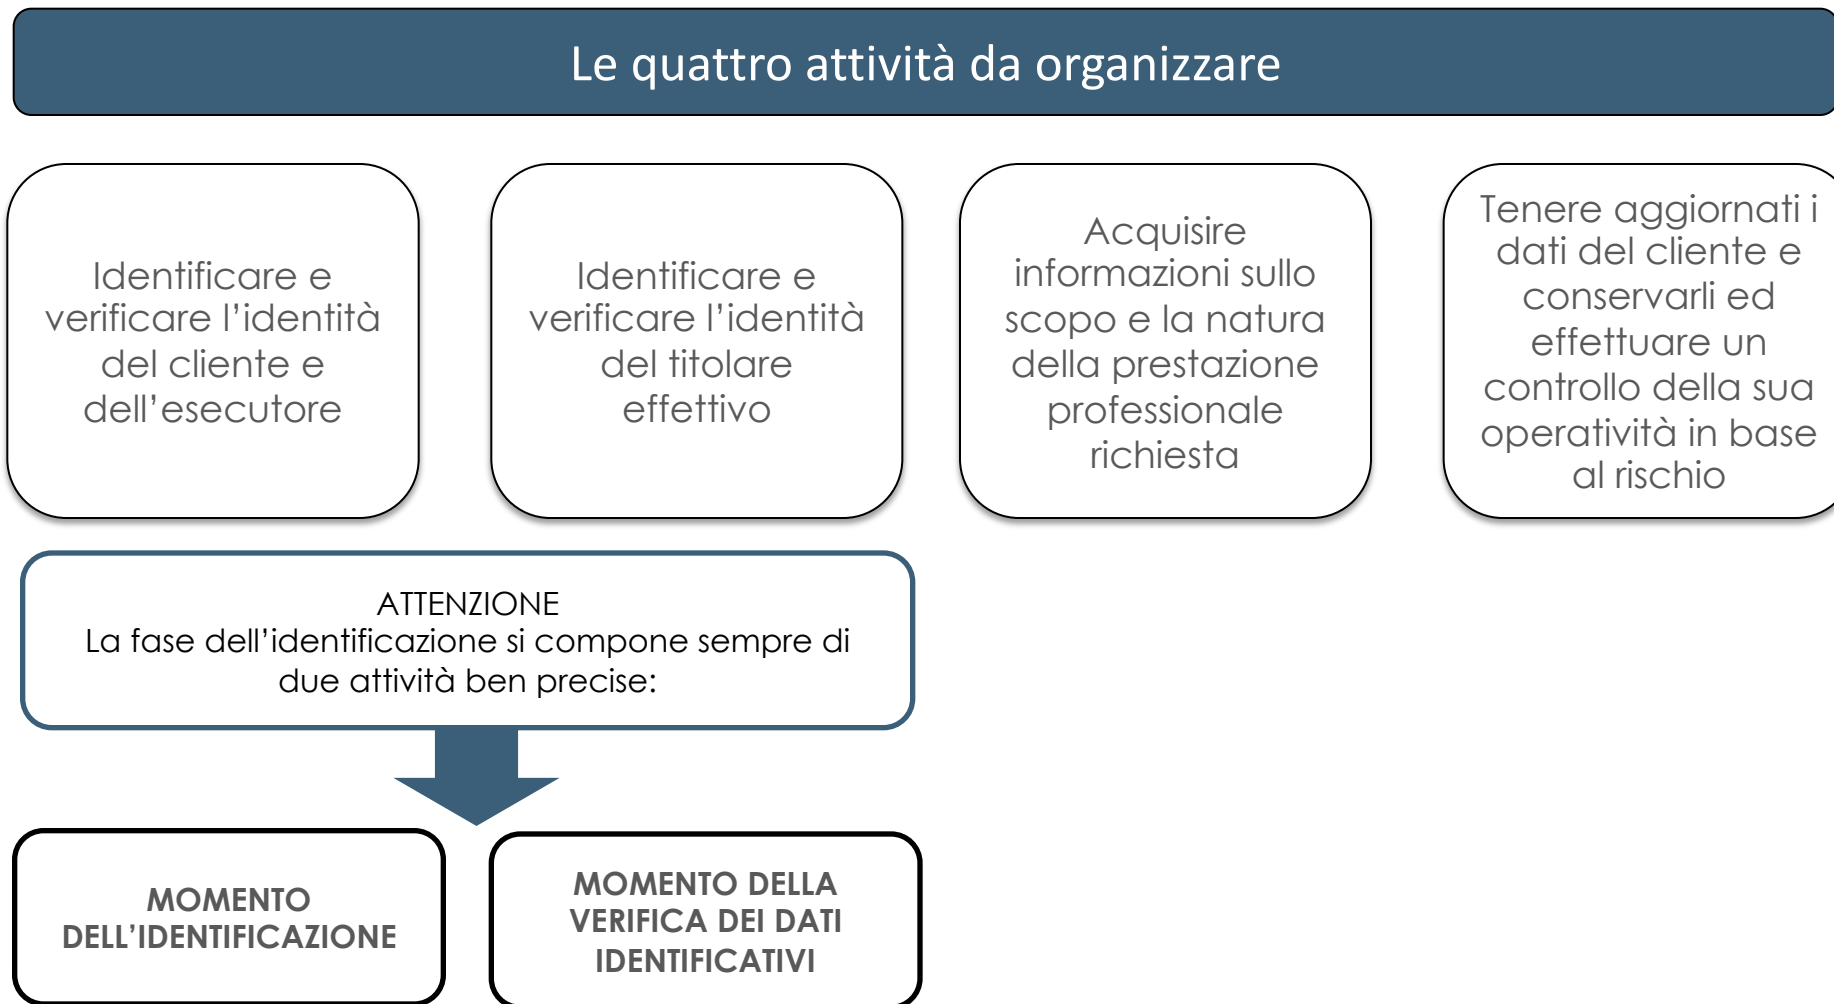 Le quattro attività da organizzare
Identificare e
verificare l’identità
del cliente e
dell’esecutore
Identificare e
verificare l’identità
del titolare
effettivo
Acquisire
informazioni sullo
scopo e la natura
della prestazione
professionale
richiesta
Tenere aggiornati i
dati del cliente e
conservarli ed
effettuare un
controllo della sua
operatività in base
al rischio
ATTENZIONE
La fase dell’identificazione si compone sempre di
due attività ben precise:
MOMENTO
DELL’IDENTIFICAZIONE
MOMENTO DELLA
VERIFICA DEI DATI
IDENTIFICATIVI